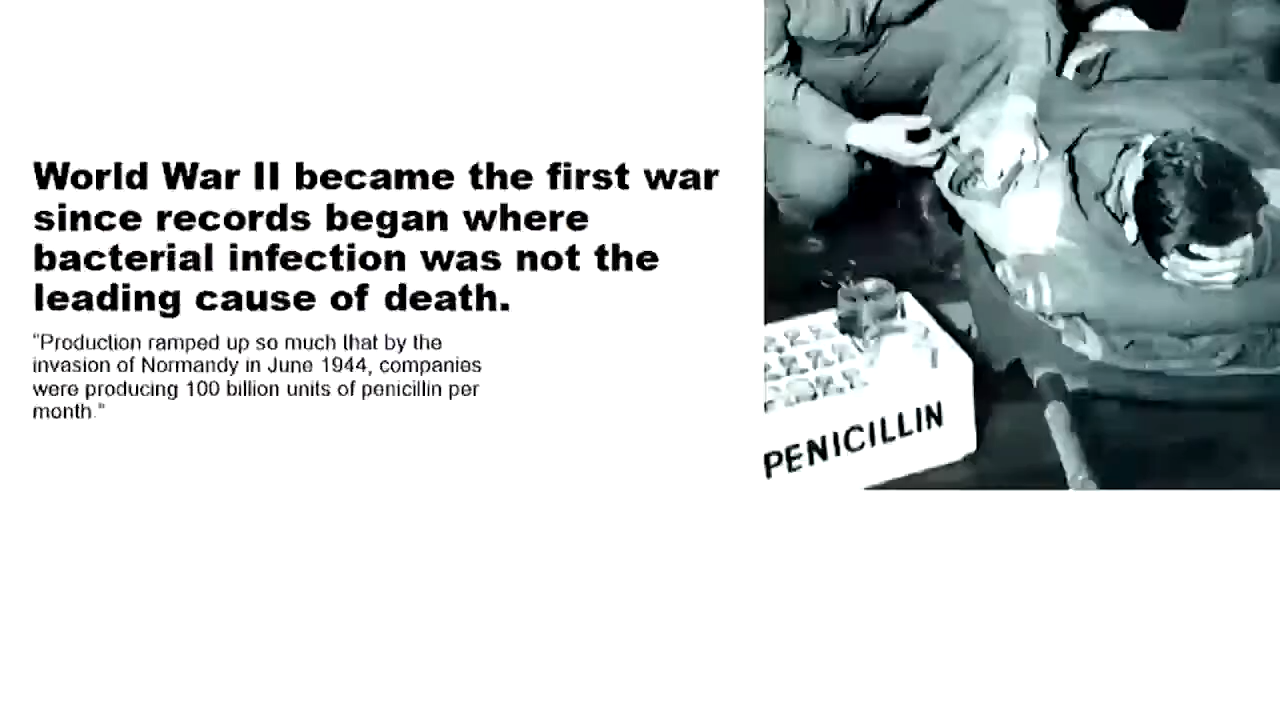 World War II became the first war
since records began where
bacterial infection was not the
leading cause of death.
"Production ramped up so much that by the
invasion of Normandy in June 1944, companies
were producing 100 billion units of penicillin per
month."
PENICILLIN